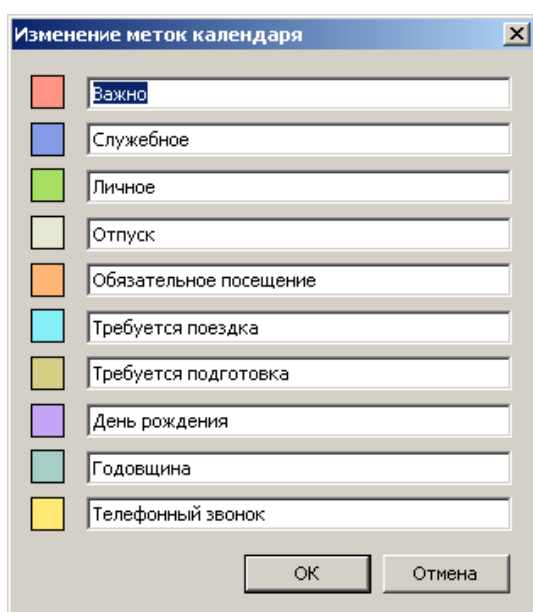 Изменение меток календаря
Важно
Служебное
Личное
Отпуск
Обязательное посещение
Требуется поездка
Требуется подготовка
День рождения
Годовщина
Телефонный звонок
ОК
Отмена